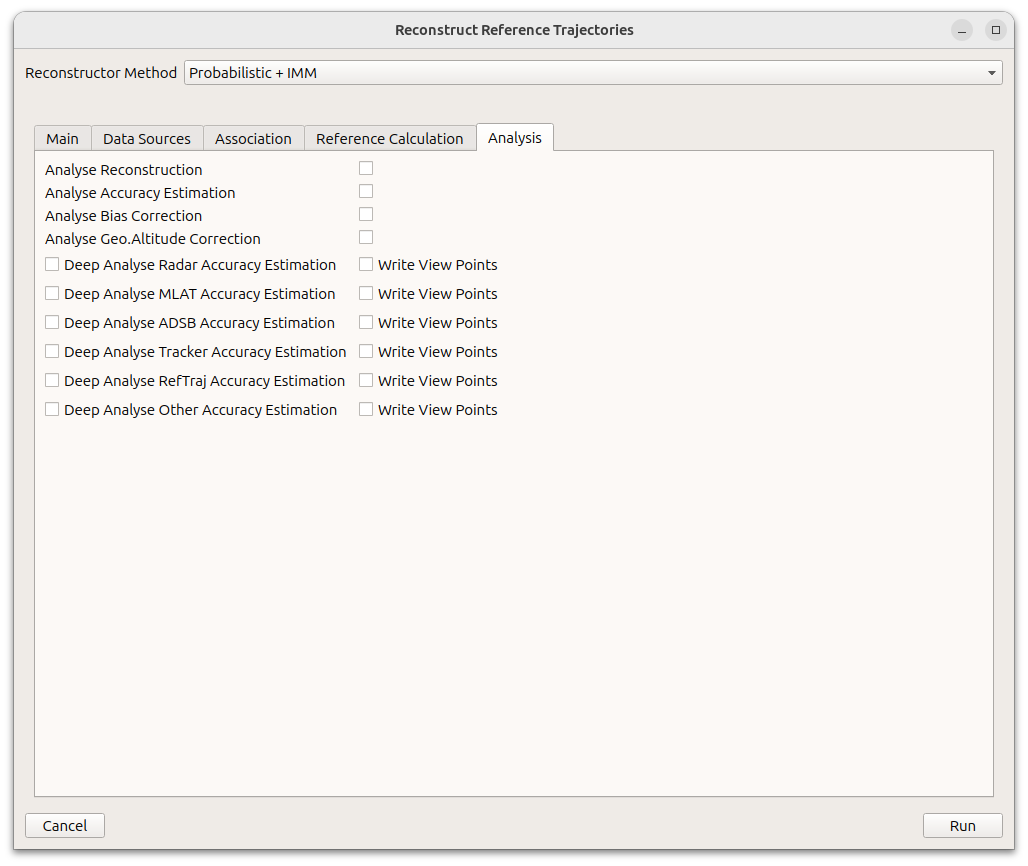 Reconstruct Reference Trajectories
Reconstructor Method Probabilistic + IMM
Main Data Sources Association Reference Calculation Analysis
Analyse Reconstruction
Analyse Accuracy Estimation
Analyse Bias Correction
Analyse Geo.Altitude Correction
Deep Analyse Radar Accuracy Estimation Write View Points
Deep Analyse MLAT Accuracy Estimation Write View Points
Deep Analyse ADSB Accuracy Estimation Write View Points
Deep Analyse Tracker Accuracy Estimation Write View Points
Deep Analyse RefTraj Accuracy Estimation Write View Points
Deep Analyse Other Accuracy Estimation Write View Points
Cancel Run